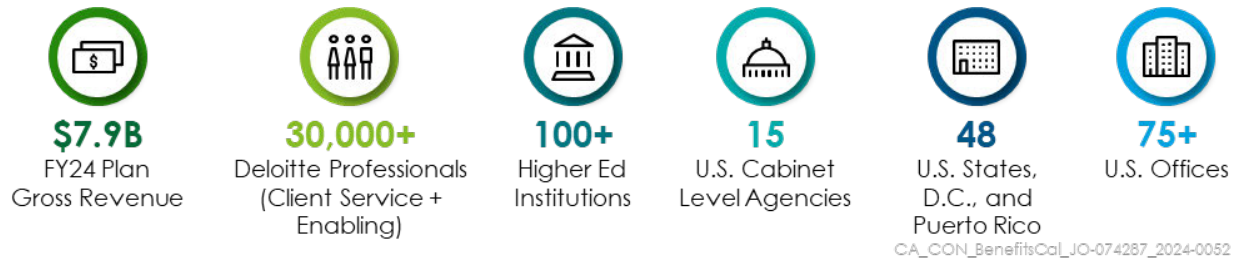 $
$7.9B
FY24 Plan
Gross Revenue
30,000+
Deloitte Professionals
(Client Service +
Enabling)
100+
Higher Ed
Institutions
15
U.S. Cabinet
Level Agencies
48
U.S. States,
D.C., and
Puerto Rico
75+
U.S. Offices
CA_CON_BenefitsCal_JO-074287_2024-0052